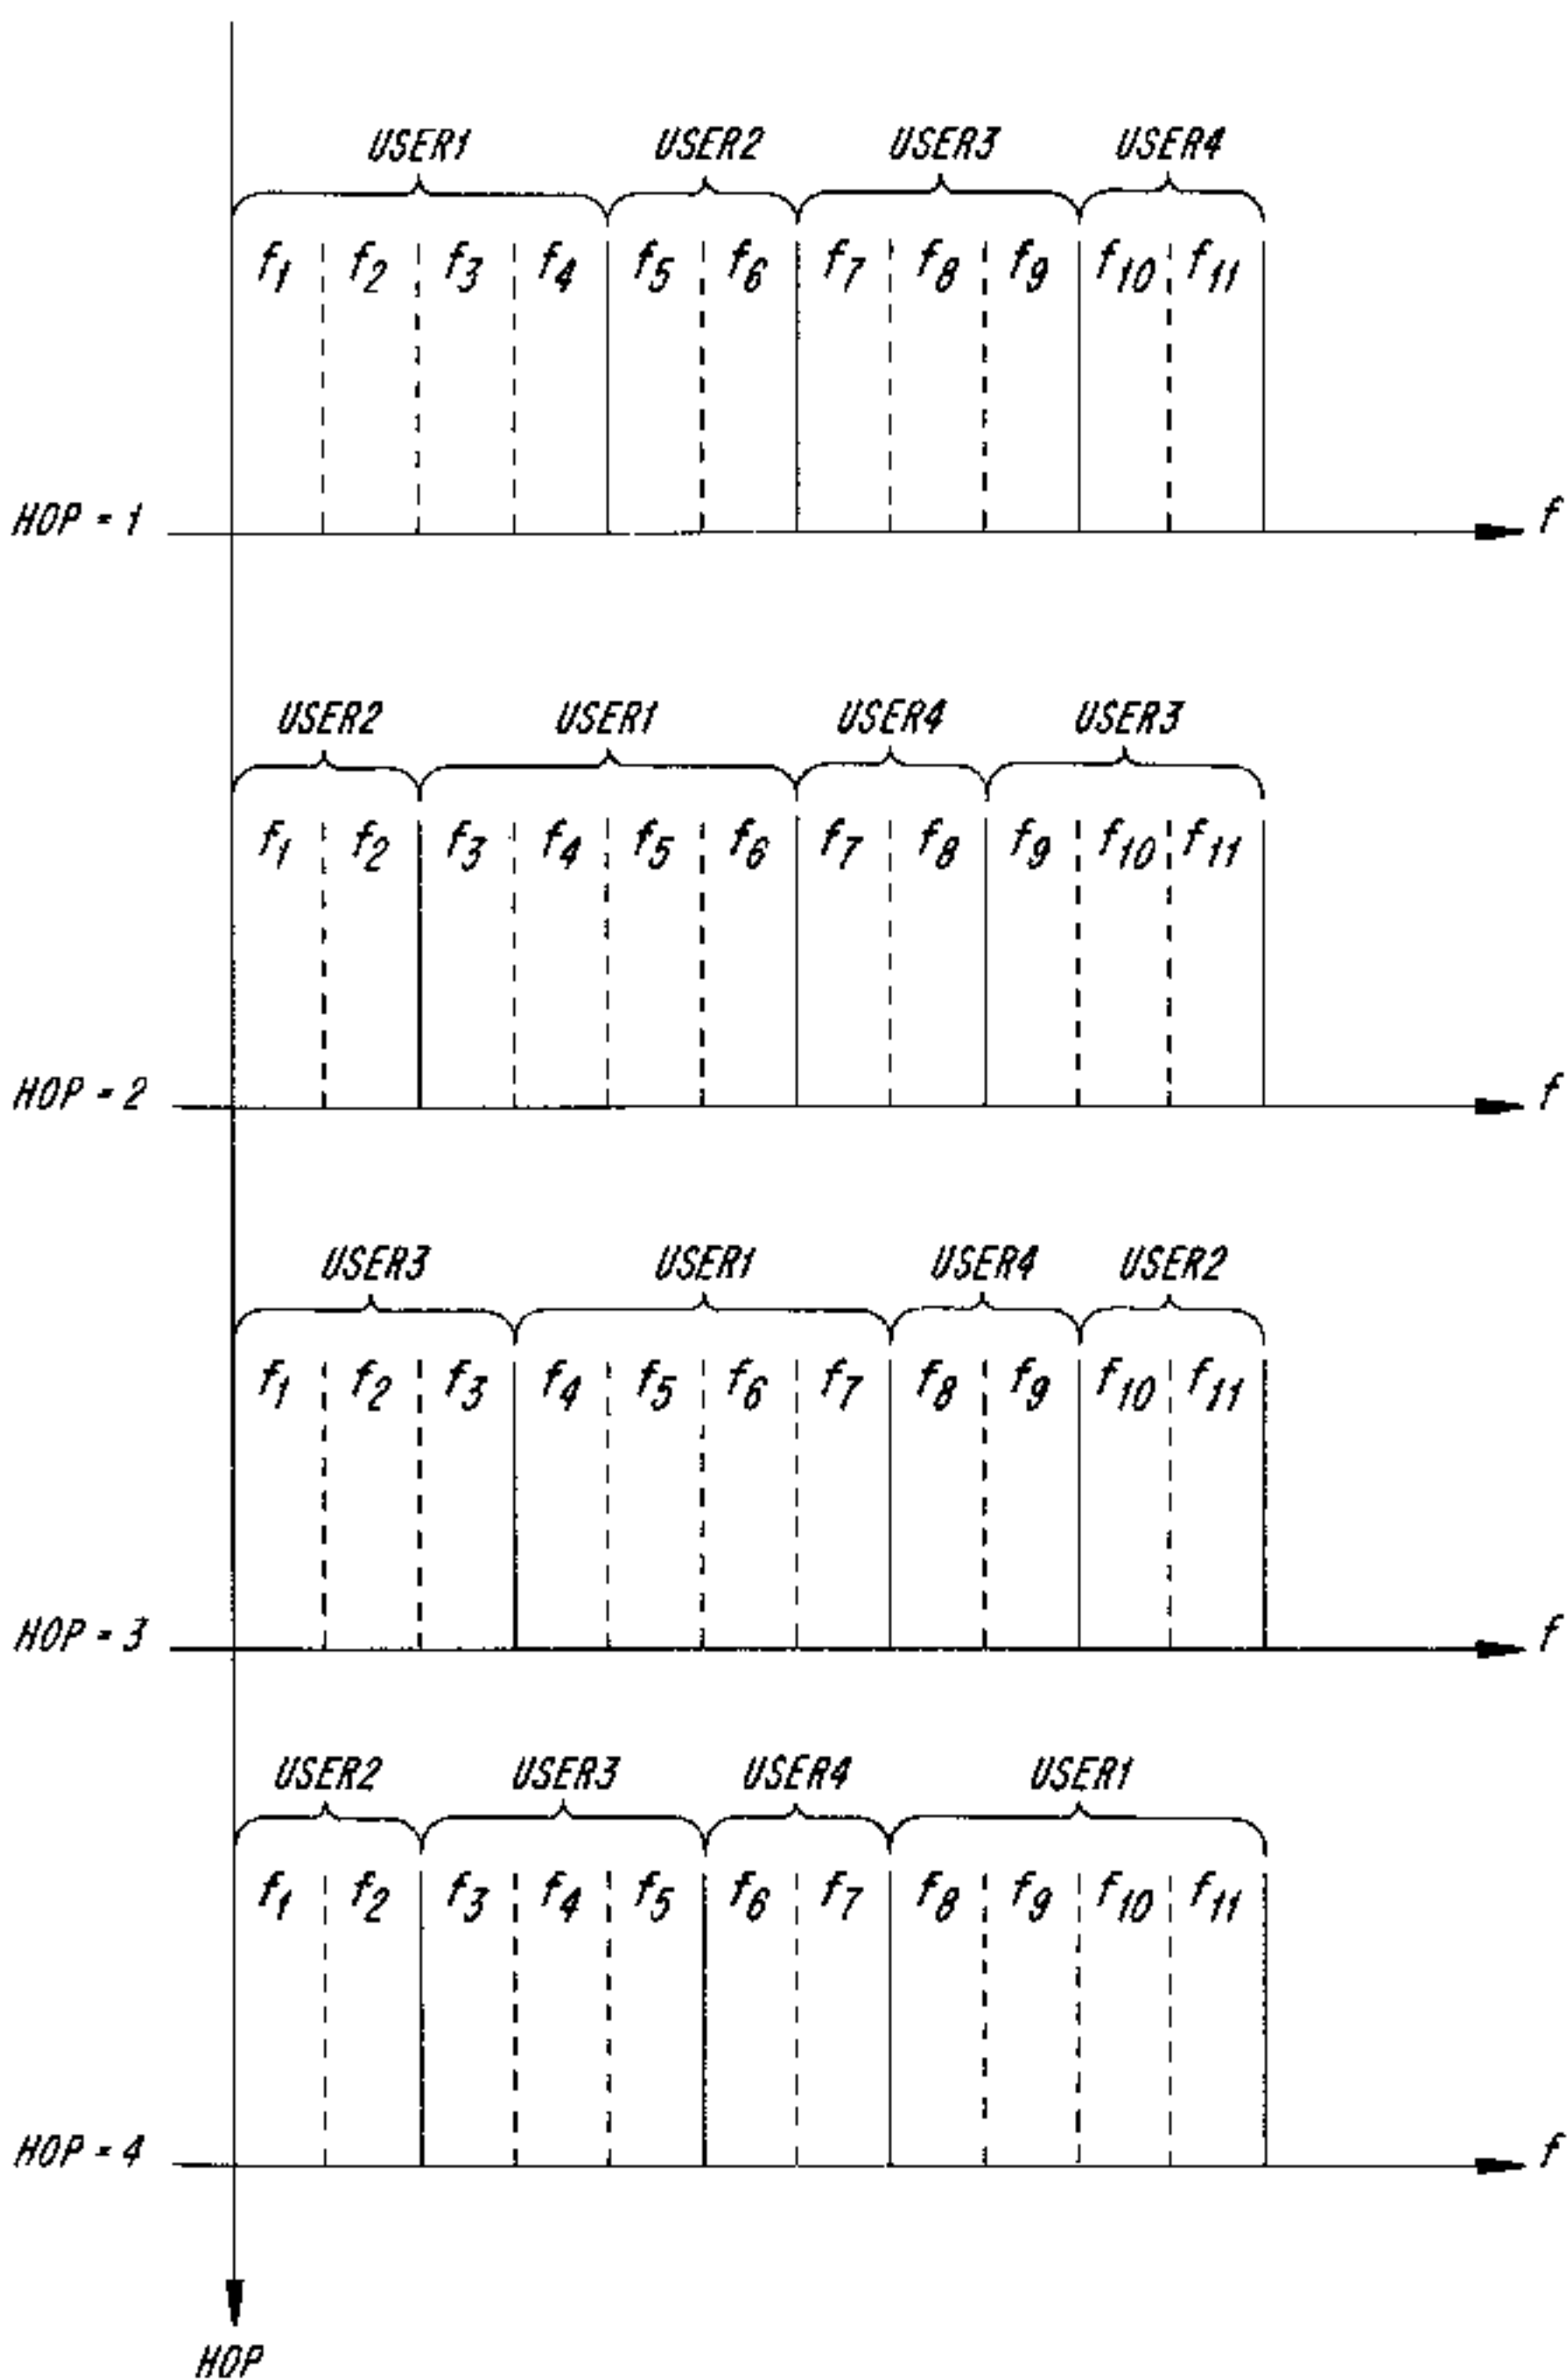 USER1 USER2 USER3 USER4
f1 f2 f3 f4 f5 f6 f7 f8 f9 f10 f11
HOP = 1 f
USER2 USER1 USER4 USER3
f1 f2 f3 f4 f5 f6 f7 f8 f9 f10 f11
HOP = 2 f
USER3 USER1 USER4 USER2
f1 f2 f3 f4 f5 f6 f7 f8 f9 f10 f11
HOP = 3 f
USER2 USER3 USER4 USER1
f1 f2 f3 f4 f5 f6 f7 f8 f9 f10 f11
HOP = 4 f
HOP